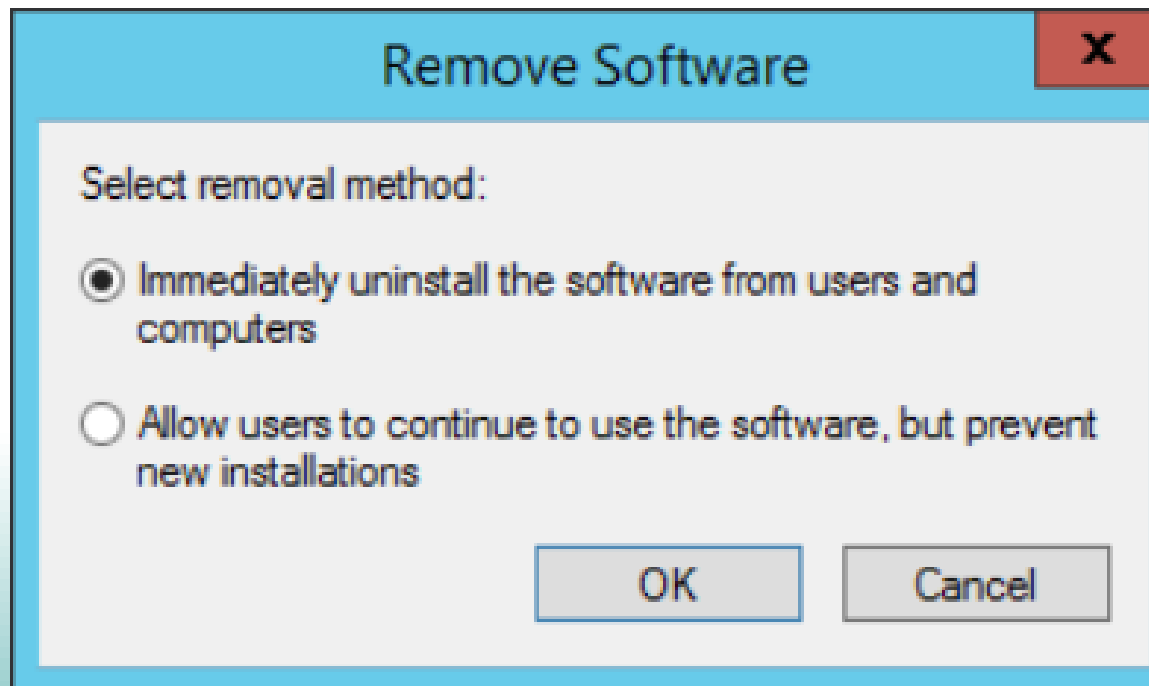 Remove Software
x
Select removal method:
Immediately uninstall the software from users and
computers
Allow users to continue to use the software, but prevent
new installations
OK
Cancel